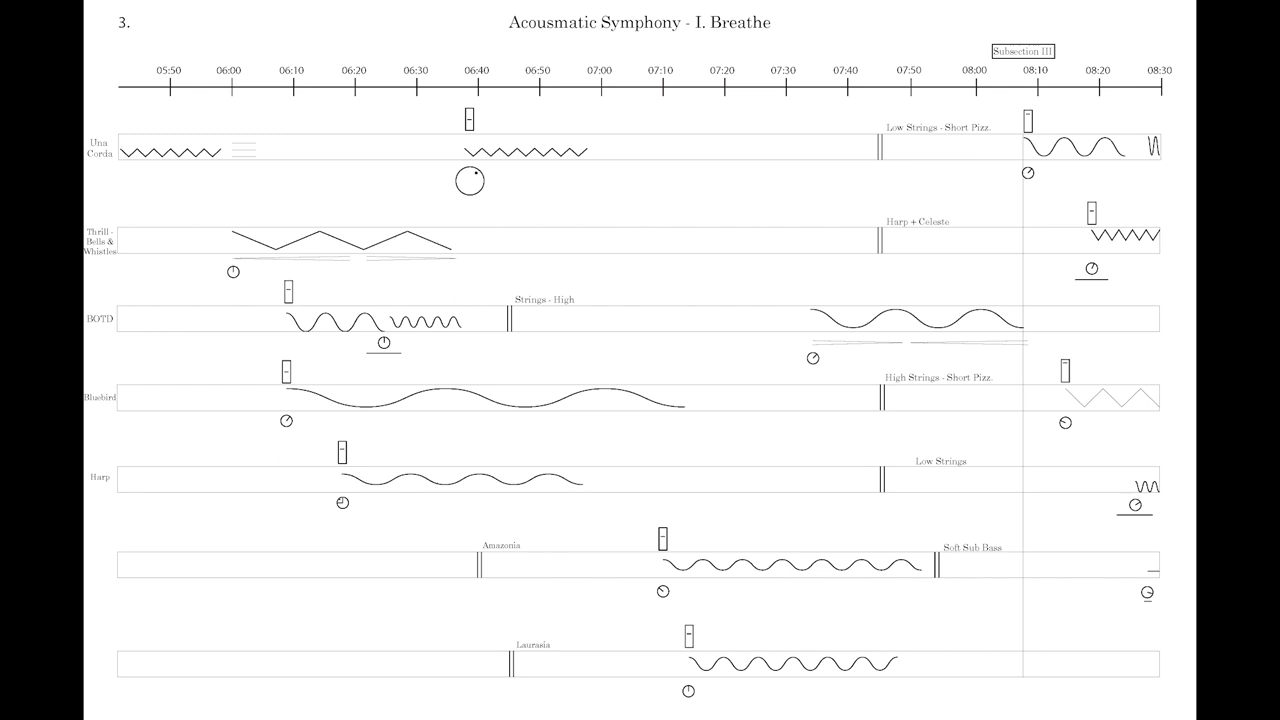 3.
Acousmatic Symphony - I. Breathe
Subsection III
05:50 06:00 06:10 06:20 06:30 06:40 06:50 07:00 07:10 07:20 07:30 07:40 07:50 08:00 08:10 08:20 08:30
Low Strings - Short Pizz.
Una
Corda
Harp + Celeste
Thrill -
Bells &
Whistles
Strings - High
BOTD
High Strings - Short Pizz.
Bluebird
Low Strings
Harp
Amazonia
Soft Sub Bass
Laurasia